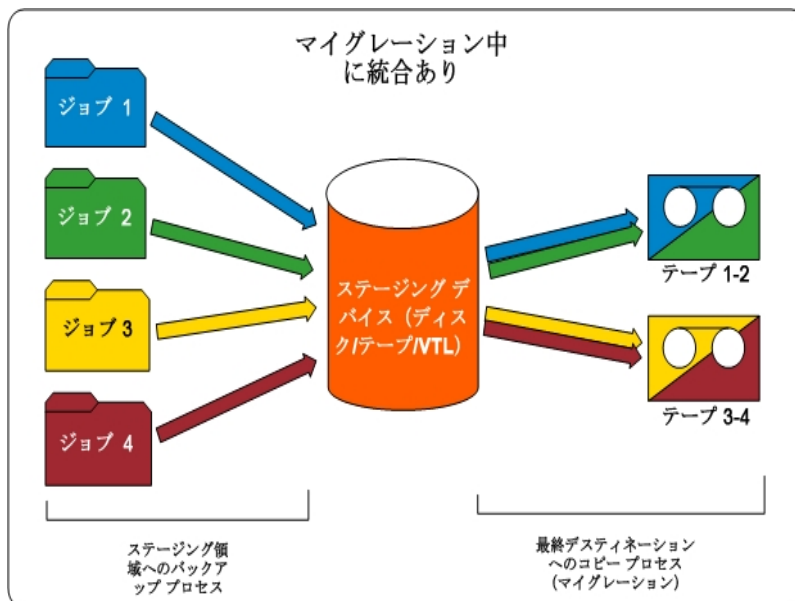 マイグレーション中
に統合あり
ジョブ 1
ジョブ 2
ジョブ 3
ジョブ 4
ステージング デ
バイス（ディス
ク/テープ/VTL）
テープ 1-2
テープ 3-4
ステージング領
域へのバックア
ップ プロセス
最終デスティネーション
へのコピー プロセス
（マイグレーション）